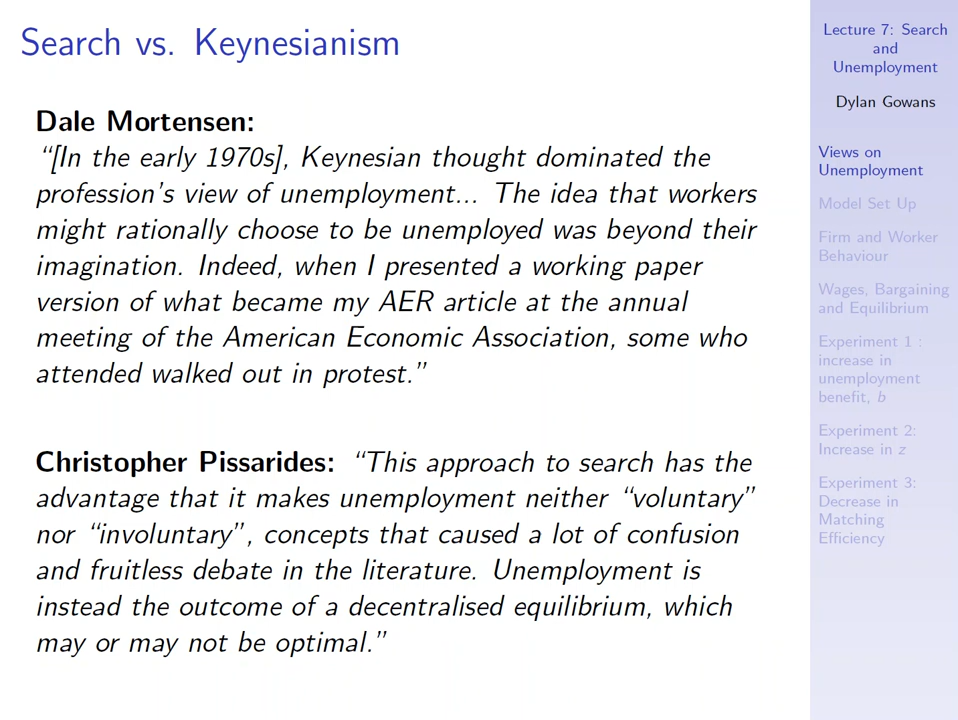 Search vs. Keynesianism
Dale Mortensen:
“[In the early 1970s], Keynesian thought dominated the
profession’s view of unemployment... The idea that workers
might rationally choose to be unemployed was beyond their
imagination. Indeed, when I presented a working paper
version of what became my AER article at the annual
meeting of the American Economic Association, some who
attended walked out in protest.”
Christopher Pissarides: “This approach to search has the
advantage that it makes unemployment neither “voluntary”
nor “involuntary”, concepts that caused a lot of confusion
and fruitless debate in the literature. Unemployment is
instead the outcome of a decentralised equilibrium, which
may or may not be optimal.”
Lecture 7: Search
and
Unemployment
Dylan Gowans
Views on
Unemployment
Model Set Up
Firm and Worker
Behaviour
Wages, Bargaining
and Equilibrium
Experiment 1 :
increase in
unemployment
benefit, b
Experiment 2:
Increase in z
Experiment 3:
Decrease in
Matching
Efficiency